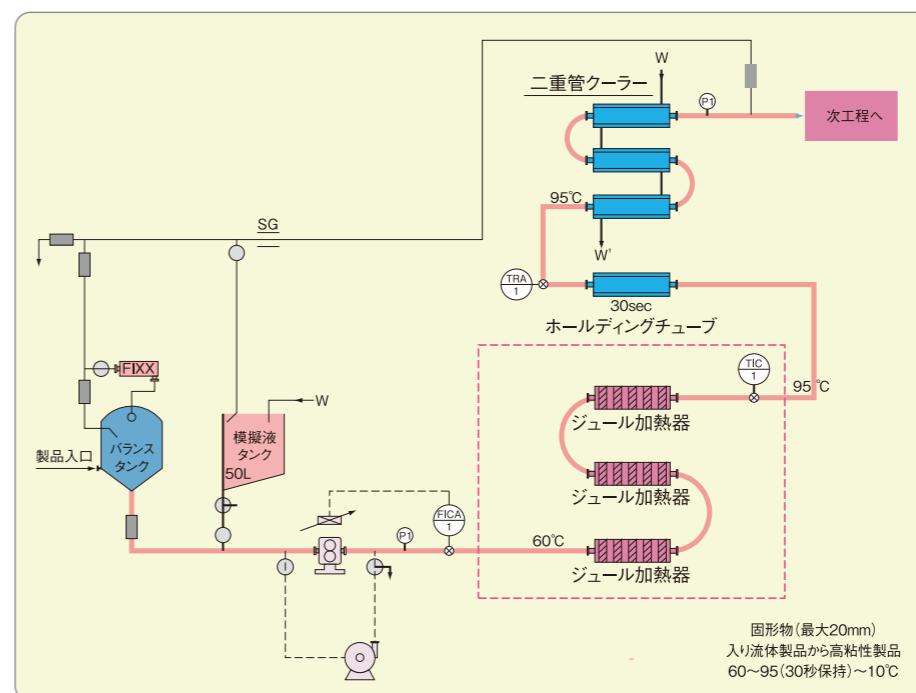 二重管クーラー
W
P1
次工程へ
95℃
W'
SG
TRA
1
30sec
ホールディングチューブ
TIC
1
95℃
FIXX
バランス
タンク
製品入口
W
模擬液
タンク
50L
ジュール加熱器
ジュール加熱器
ジュール加熱器
FICA
1
P1
60℃
I
固形物(最大20mm)
入り流体製品から高粘性製品
60〜95(30秒保持)〜10℃